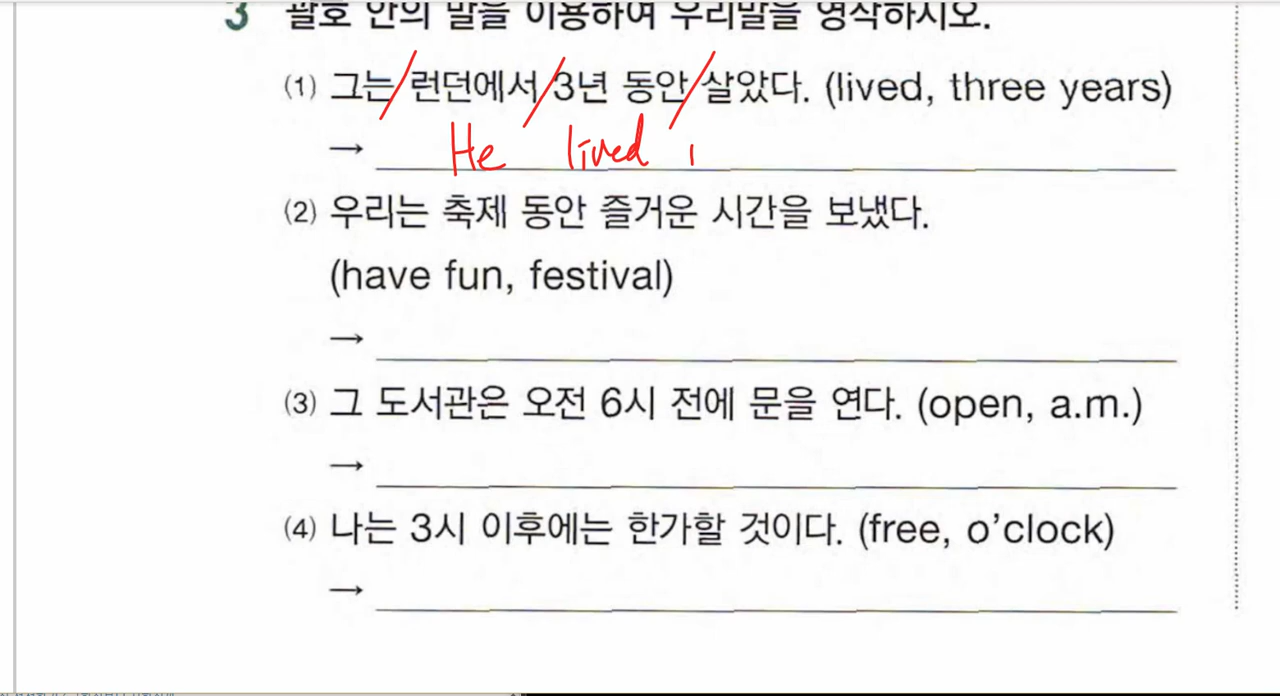 3 괄호 안의 말을 이용하여 우리말을 영작하시오.
(1) 그는/런던에서/3년 동안/살았다. (lived, three years)
→ He lived i
(2) 우리는 축제 동안 즐거운 시간을 보냈다.
(have fun, festival)
→
(3) 그 도서관은 오전 6시 전에 문을 연다. (open, a.m.)
→
(4) 나는 3시 이후에는 한가할 것이다. (free, o'clock)
→